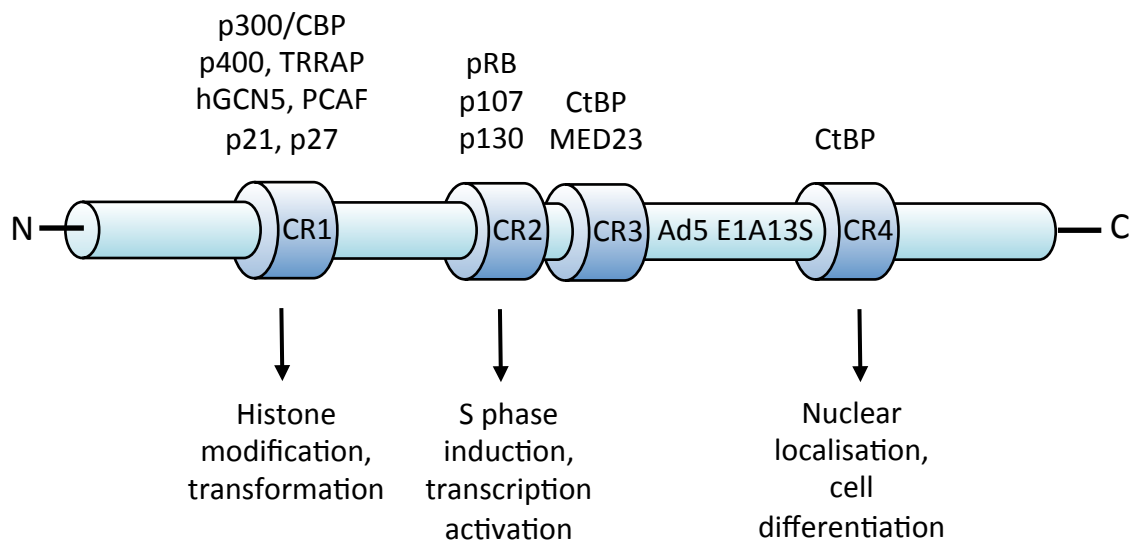 p300/CBP
p400, TRRAP
hGCN5, PCAF
p21, p27
pRB
p107
p130
CtBP
MED23
CtBP
N
CR1
CR2
CR3
Ad5 E1A13S
CR4
C
Histone
modification,
transformation
S phase
induction,
transcription
activation
Nuclear
localisation,
cell
differentiation